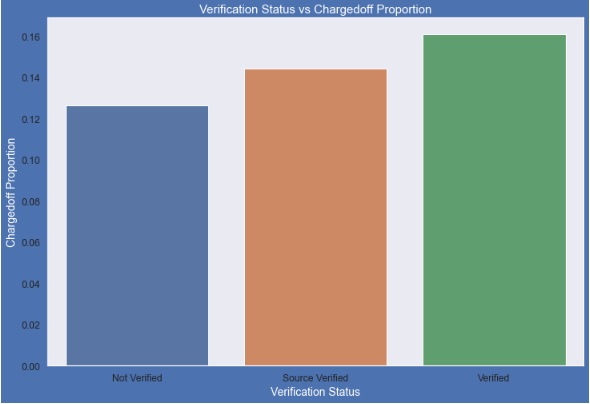 Verification Status vs Chargedoff Proportion
0.16
0.14
0.12
0.10
0.08
0.06
0.04
0.02
0.00
Chargedoff Proportion
Not Verified
Source Verified
Verified
Verification Status